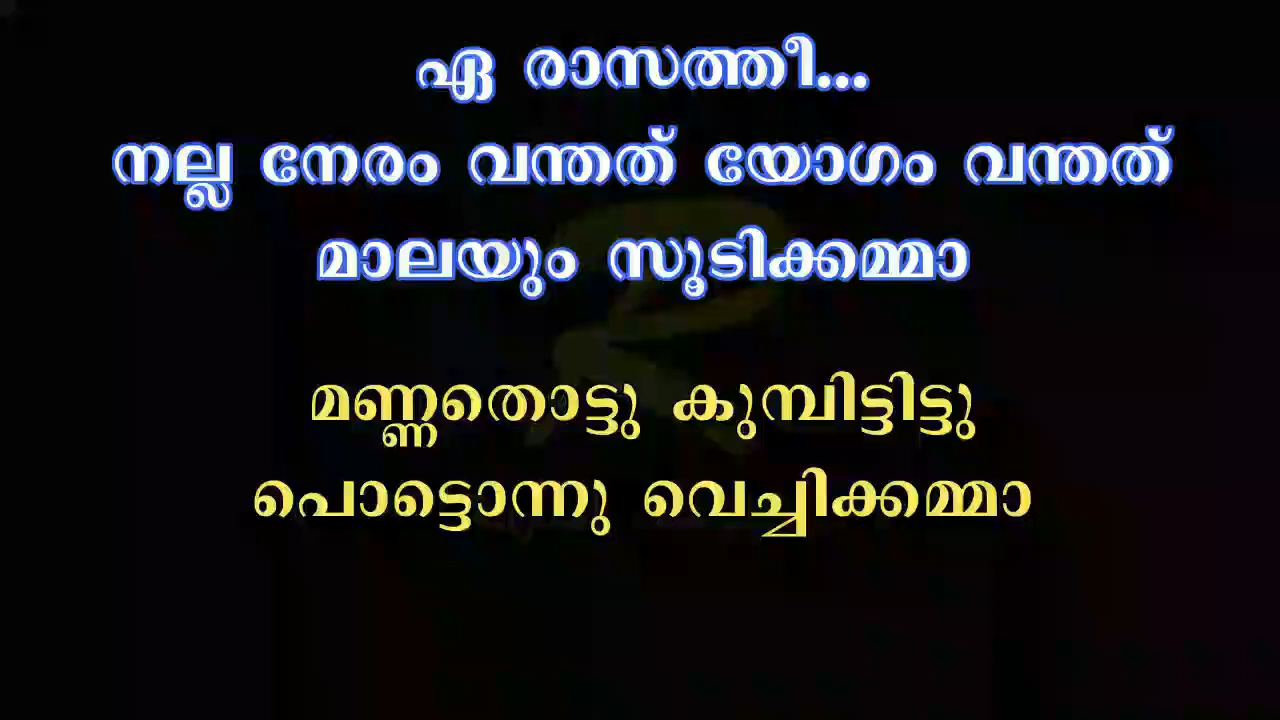 ഏ രാസത്തീ...
നല്ല നേരം വന്തത് യോഗം വന്തത്
മാലയും സൂടിക്കമ്മാ
മണ്ണതൊട്ടു കുമ്പിട്ടിട്ടു
പൊട്ടൊന്നു വെച്ചിക്കമ്മാ